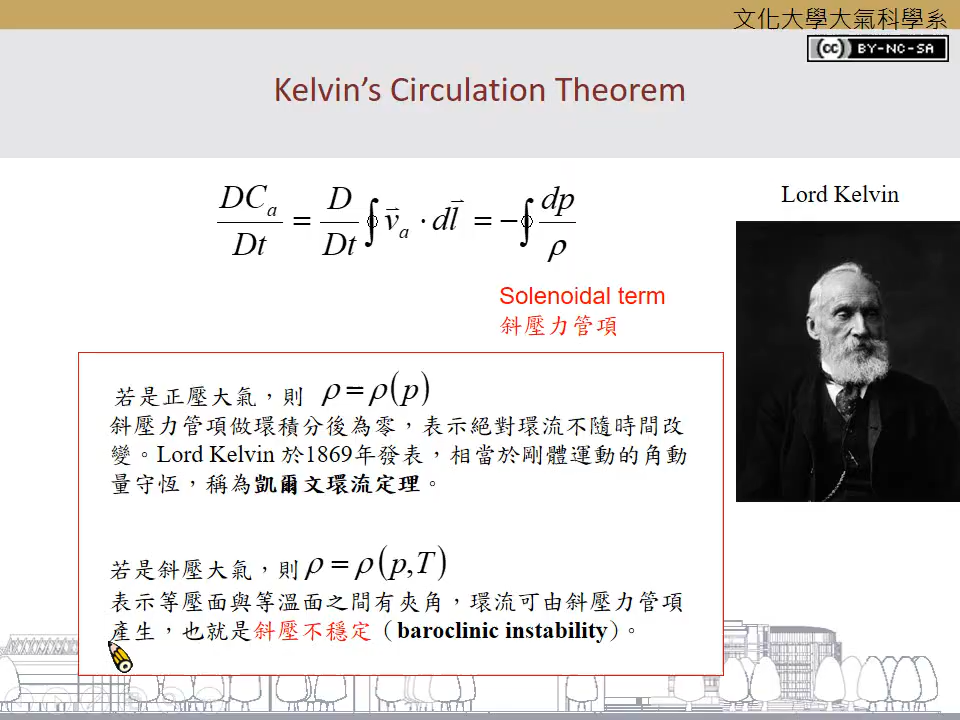 文化大學大氣科學系
(cc) BY-NC-SA
Kelvin’s Circulation Theorem
DCₐ/Dt = D/Dt ∮ v⃗ₐ · dl⃗ = −∮ dp/ρ
Lord Kelvin
Solenoidal term
斜壓力管項
若是正壓大氣，則 ρ = ρ(p)
斜壓力管項做環積分後為零，表示絕對環流不隨時間改
變。Lord Kelvin 於1869年發表，相當於剛體運動的角動
量守恆，稱為凱爾文環流定理。
若是斜壓大氣，則 ρ = ρ(p,T)
表示等壓面與等溫面之間有夾角，環流可由斜壓力管項
產生，也就是斜壓不穩定（baroclinic instability）。